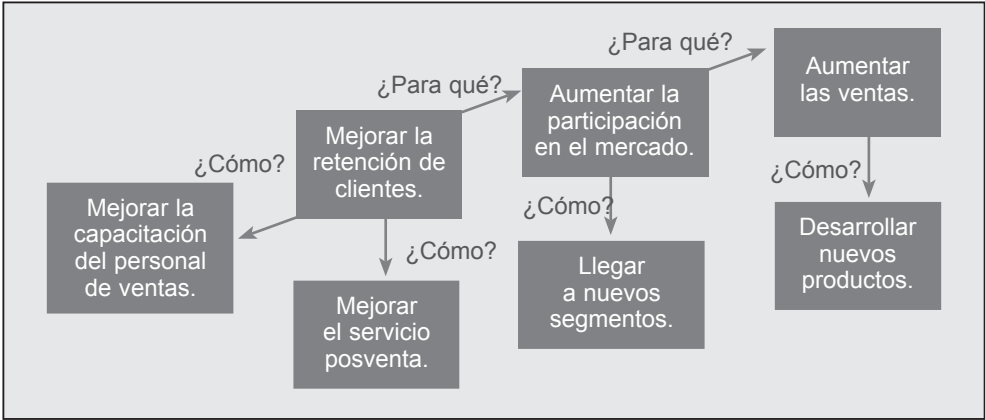 ¿Para qué?
Aumentar
las ventas.
¿Para qué?
Aumentar la
participación
en el mercado.
Mejorar la
retención de
clientes.
¿Cómo?
¿Cómo?
¿Cómo?
¿Cómo?
Mejorar la
capacitación
del personal
de ventas.
Mejorar
el servicio
posventa.
Llegar
a nuevos
segmentos.
Desarrollar
nuevos
productos.